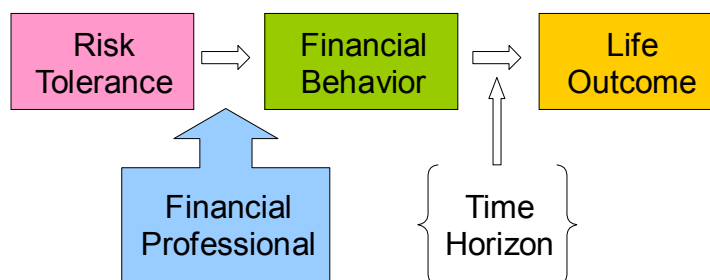 Risk
Tolerance
Financial
Behavior
Life
Outcome
Financial
Professional
Time
Horizon